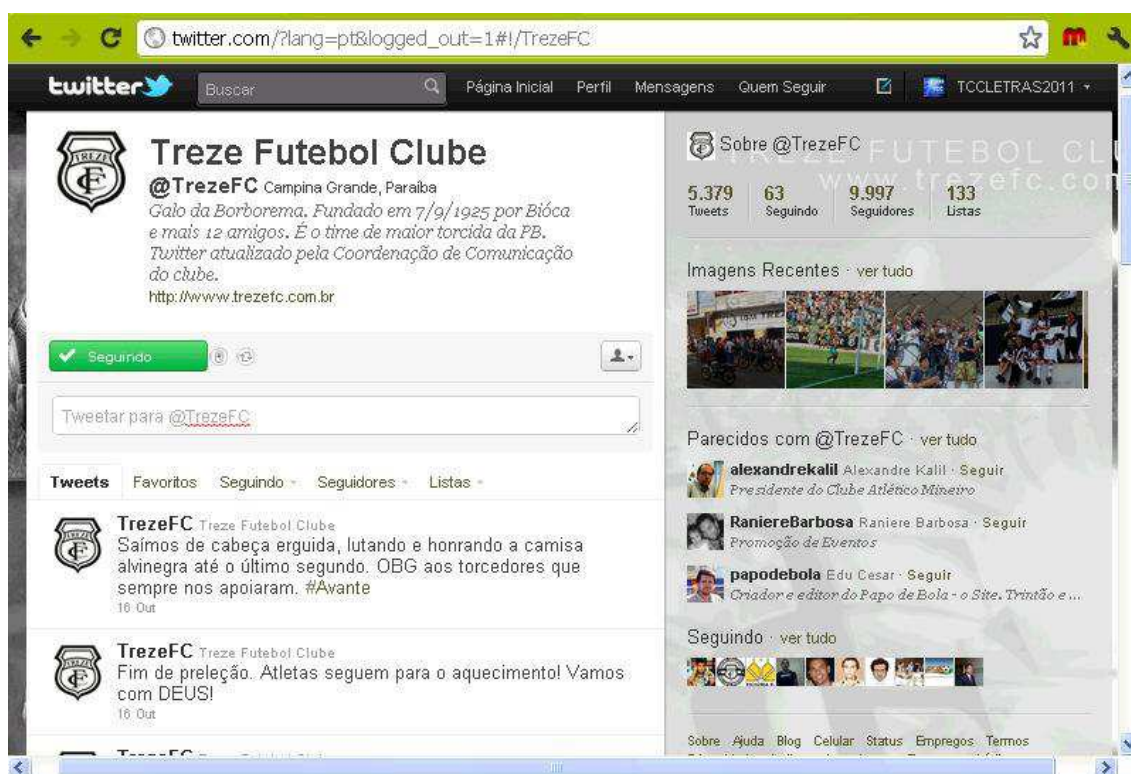 twitter.com/?lang=pt&logged_out=1#!/TrezeFC
twitter
Buscar
Página Inicial Perfil Mensagens Quem Seguir TCCLETRAS2011
TREZE
Treze Futebol Clube
@TrezeFC Campina Grande, Paraíba
Galo da Borborema. Fundado em 7/9/1925 por Bióca
e mais 12 amigos. É o time de maior torcida da PB.
Twitter atualizado pela Coordenação de Comunicação
do clube.
http://www.trezefc.com.br
Seguindo
Tweetar para @TrezeFC
Tweets Favoritos Seguindo Seguidores Listas
TrezeFC Treze Futebol Clube
Saímos de cabeça erguida, lutando e honrando a camisa
alvinegra até o último segundo. OBG aos torcedores que
sempre nos apoiaram. #Avante
16 Out
TrezeFC Treze Futebol Clube
Fim de preleção. Atletas seguem para o aquecimento! Vamos
com DEUS!
16 Out
TrezeFC
Sobre @TrezeFC
TREZE FUTEBOL CLU
www.trezefc.com
5.379 63 9.997 133
Tweets Seguindo Seguidores Listas
Imagens Recentes · ver tudo
Parecidos com @TrezeFC · ver tudo
alexandrekalil Alexandre Kalil · Seguir
Presidente do Clube Atlético Mineiro
RaniereBarbosa Raniere Barbosa · Seguir
Promoção de Eventos
papodebola Edu Cesar · Seguir
Criador e editor do Papo de Bola - o Site. Trintão e ...
Seguindo · ver tudo
Sobre Ajuda Blog Celular Status Empregos Termos